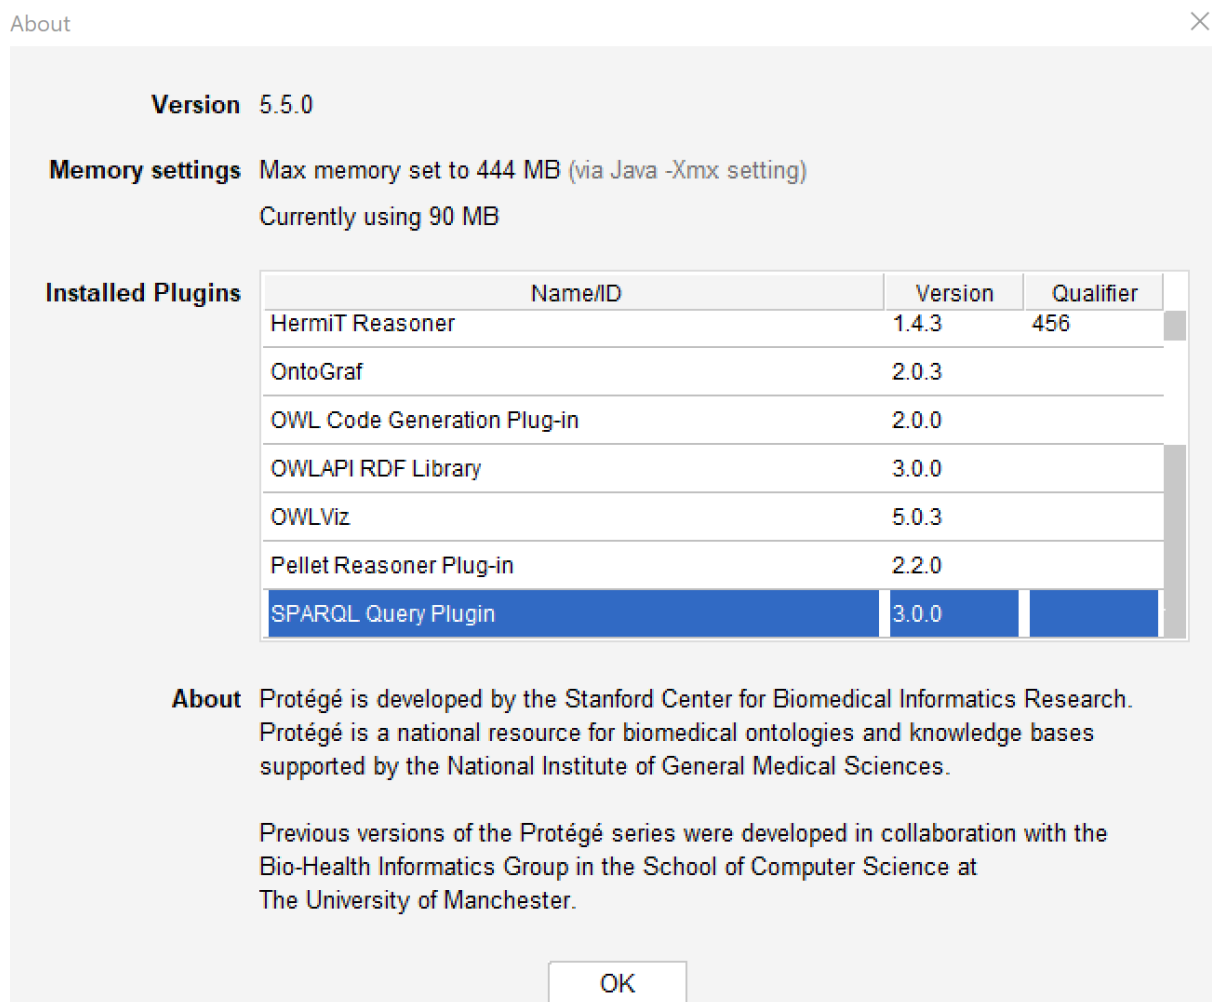 About
Version 5.5.0
Memory settings Max memory set to 444 MB (via Java -Xmx setting)
Currently using 90 MB
Installed Plugins Name/ID Version Qualifier
HermiT Reasoner 1.4.3 456
OntoGraf 2.0.3
OWL Code Generation Plug-in 2.0.0
OWLAPI RDF Library 3.0.0
OWLViz 5.0.3
Pellet Reasoner Plug-in 2.2.0
SPARQL Query Plugin 3.0.0
About Protégé is developed by the Stanford Center for Biomedical Informatics Research.
Protégé is a national resource for biomedical ontologies and knowledge bases
supported by the National Institute of General Medical Sciences.
Previous versions of the Protégé series were developed in collaboration with the
Bio-Health Informatics Group in the School of Computer Science at
The University of Manchester.
OK